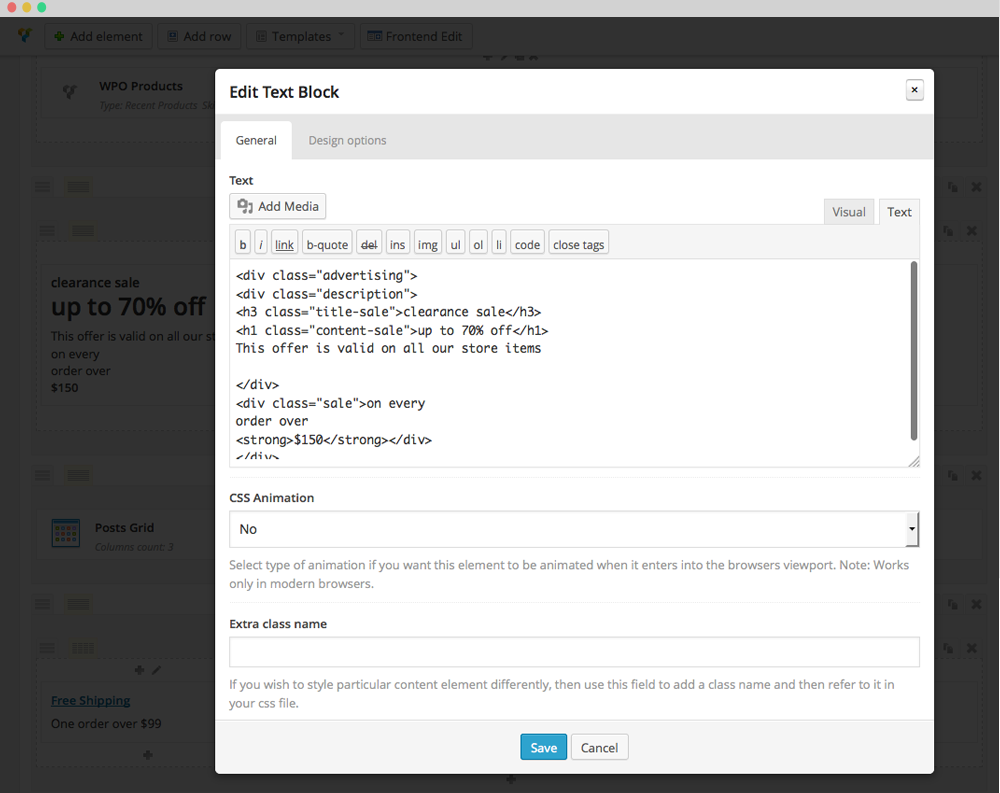 Add element
Add row
Templates
Frontend Edit
WPO Products
Type: Recent Products
Edit Text Block
General
Design options
Text
Add Media
Visual
Text
b
i
link
b-quote
del
ins
img
ul
ol
li
code
close tags
<div class="advertising">
<div class="description">
<h3 class="title-sale">clearance sale</h3>
<h1 class="content-sale">up to 70% off</h1>
This offer is valid on all our store items
</div>
<div class="sale">on every
order over
<strong>$150</strong></div>
</div>
clearance sale
up to 70% off
This offer is valid on all our
on every
order over
$150
CSS Animation
No
Select type of animation if you want this element to be animated when it enters into the browsers viewport. Note: Works
only in modern browsers.
Posts Grid
Columns count: 3
Extra class name
If you wish to style particular content element differently, then use this field to add a class name and then refer to it in
your css file.
Free Shipping
One order over $99
Save
Cancel